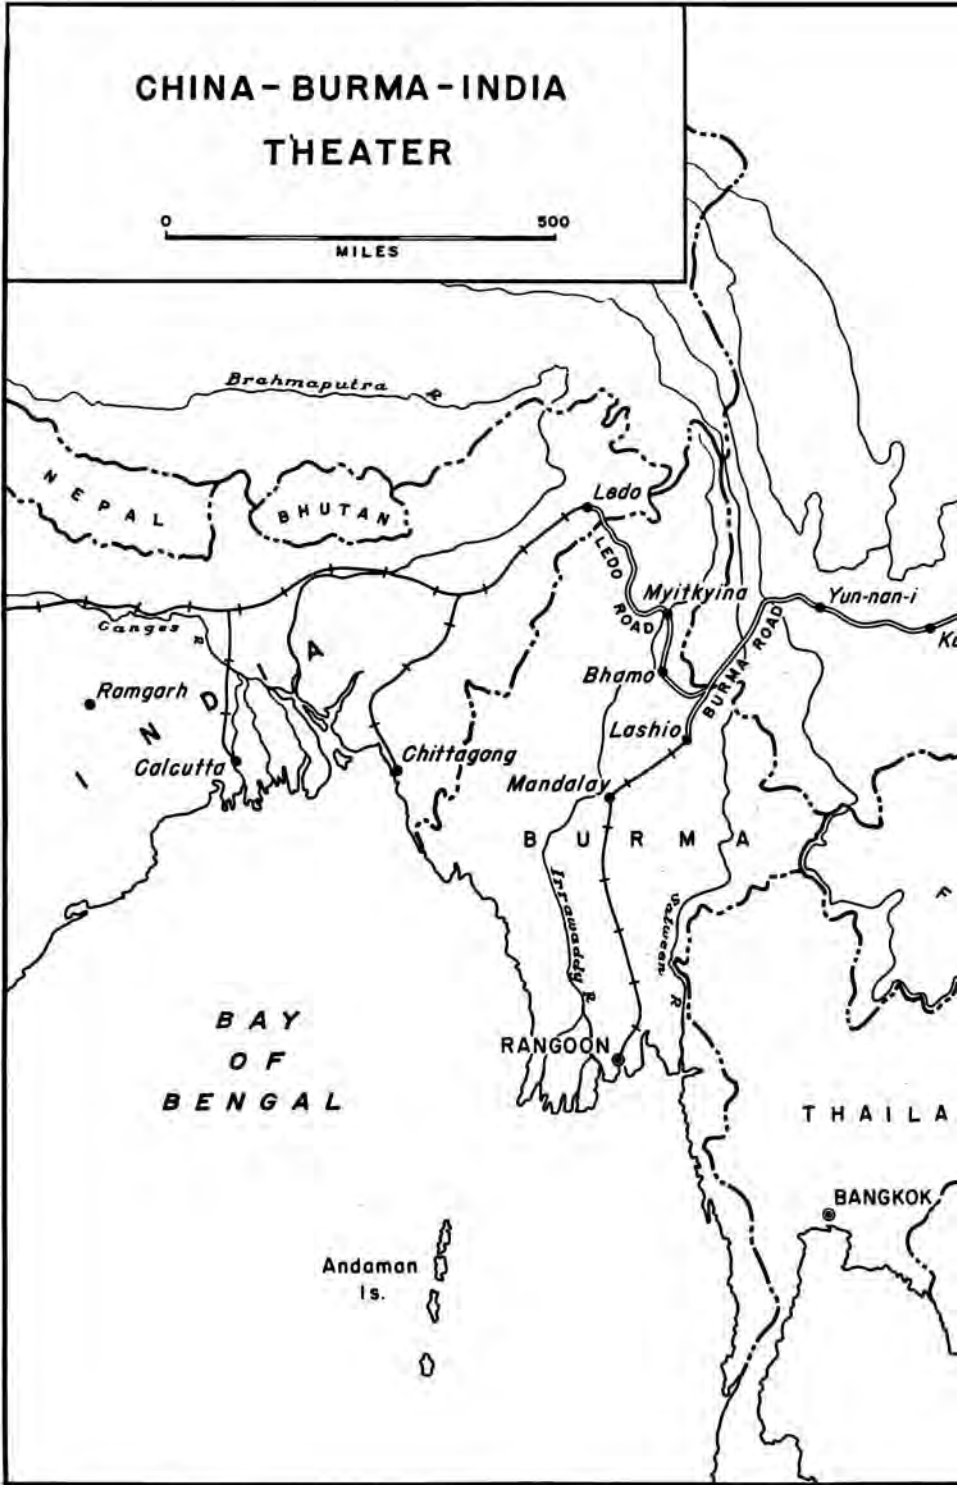 CHINA-BURMA-INDIA
THEATER
0 500
MILES
Brahmaputra R
NEPAL
BHUTAN
Ledo
LEDO ROAD
Myitkyina
Yun-nan-i
Ganges R
Ramgarh
INDIA
Bhamo
BURMA ROAD
Lashio
Calcutta
Chittagong
Mandalay
BURMA
Irrawaddy R
Salween R
BAY
OF
BENGAL
RANGOON
THAILA
BANGKOK
Andaman
Is.